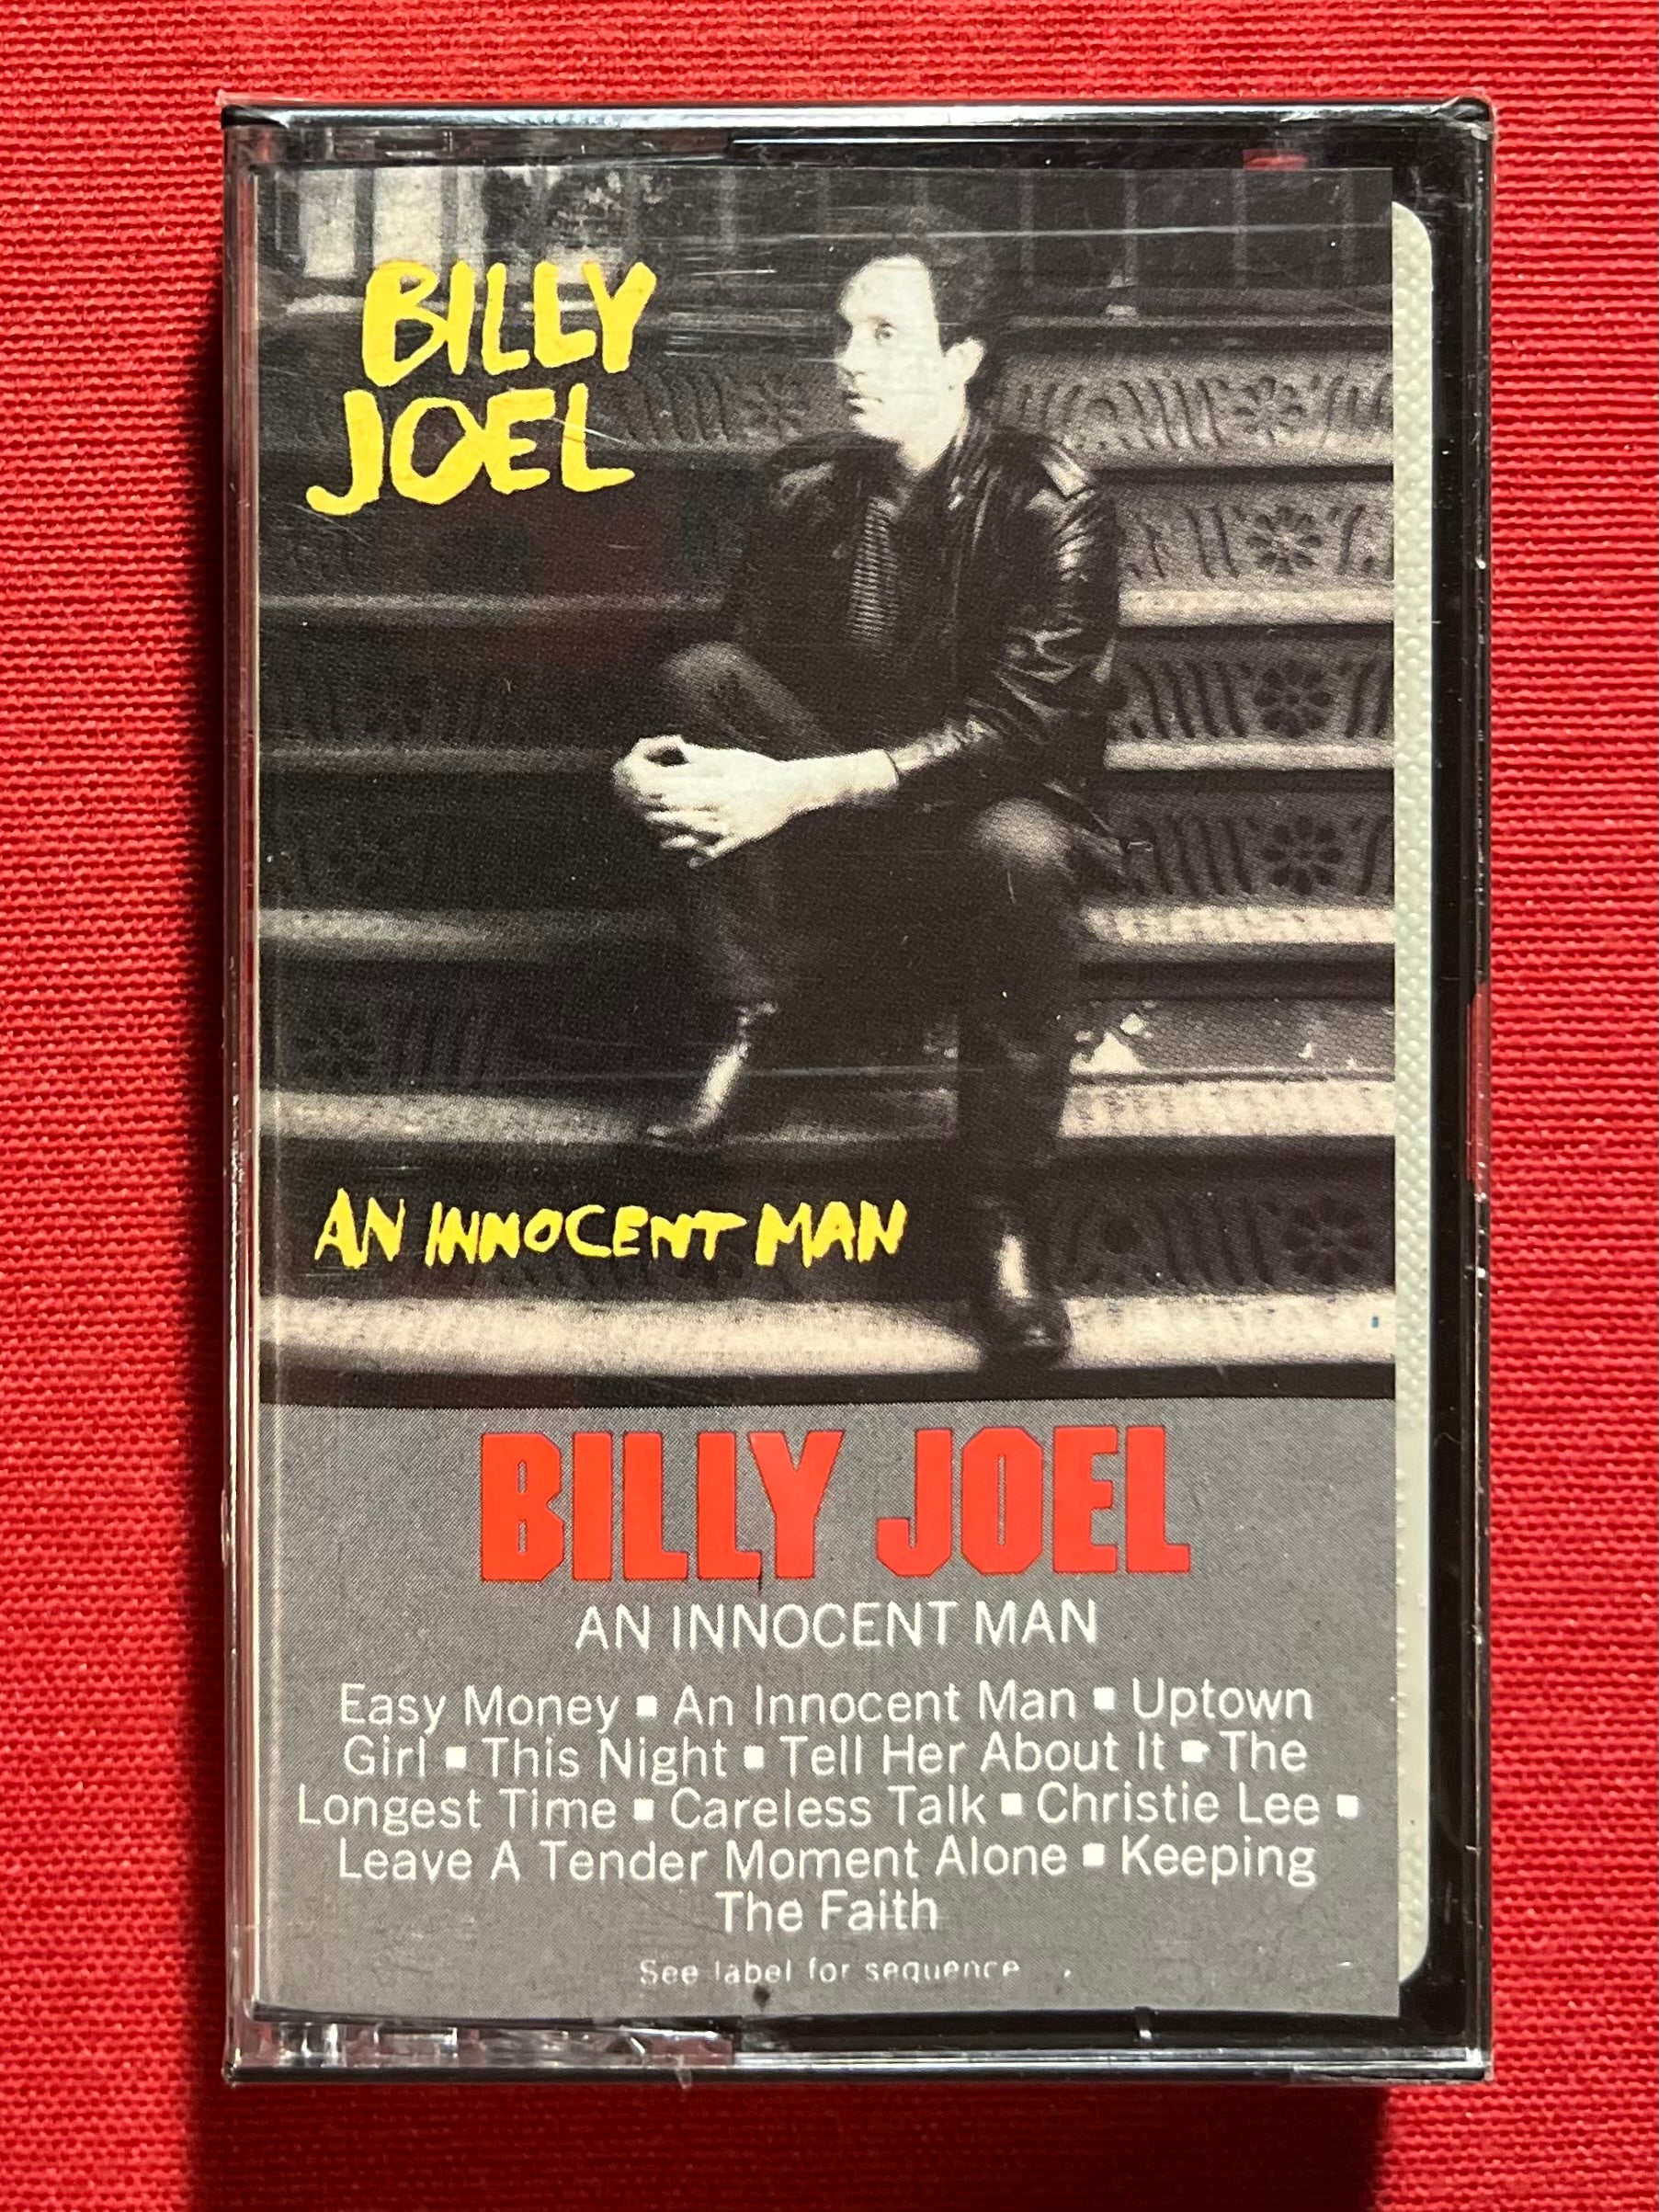 BILLY
JOEL
AN INNOCENT MAN
BILLY JOEL
AN INNOCENT MAN
Easy Money ▪ An Innocent Man ▪ Uptown
Girl ▪ This Night ▪ Tell Her About It ▪ The
Longest Time ▪ Careless Talk ▪ Christie Lee ▪
Leave A Tender Moment Alone ▪ Keeping
The Faith
See label for sequence